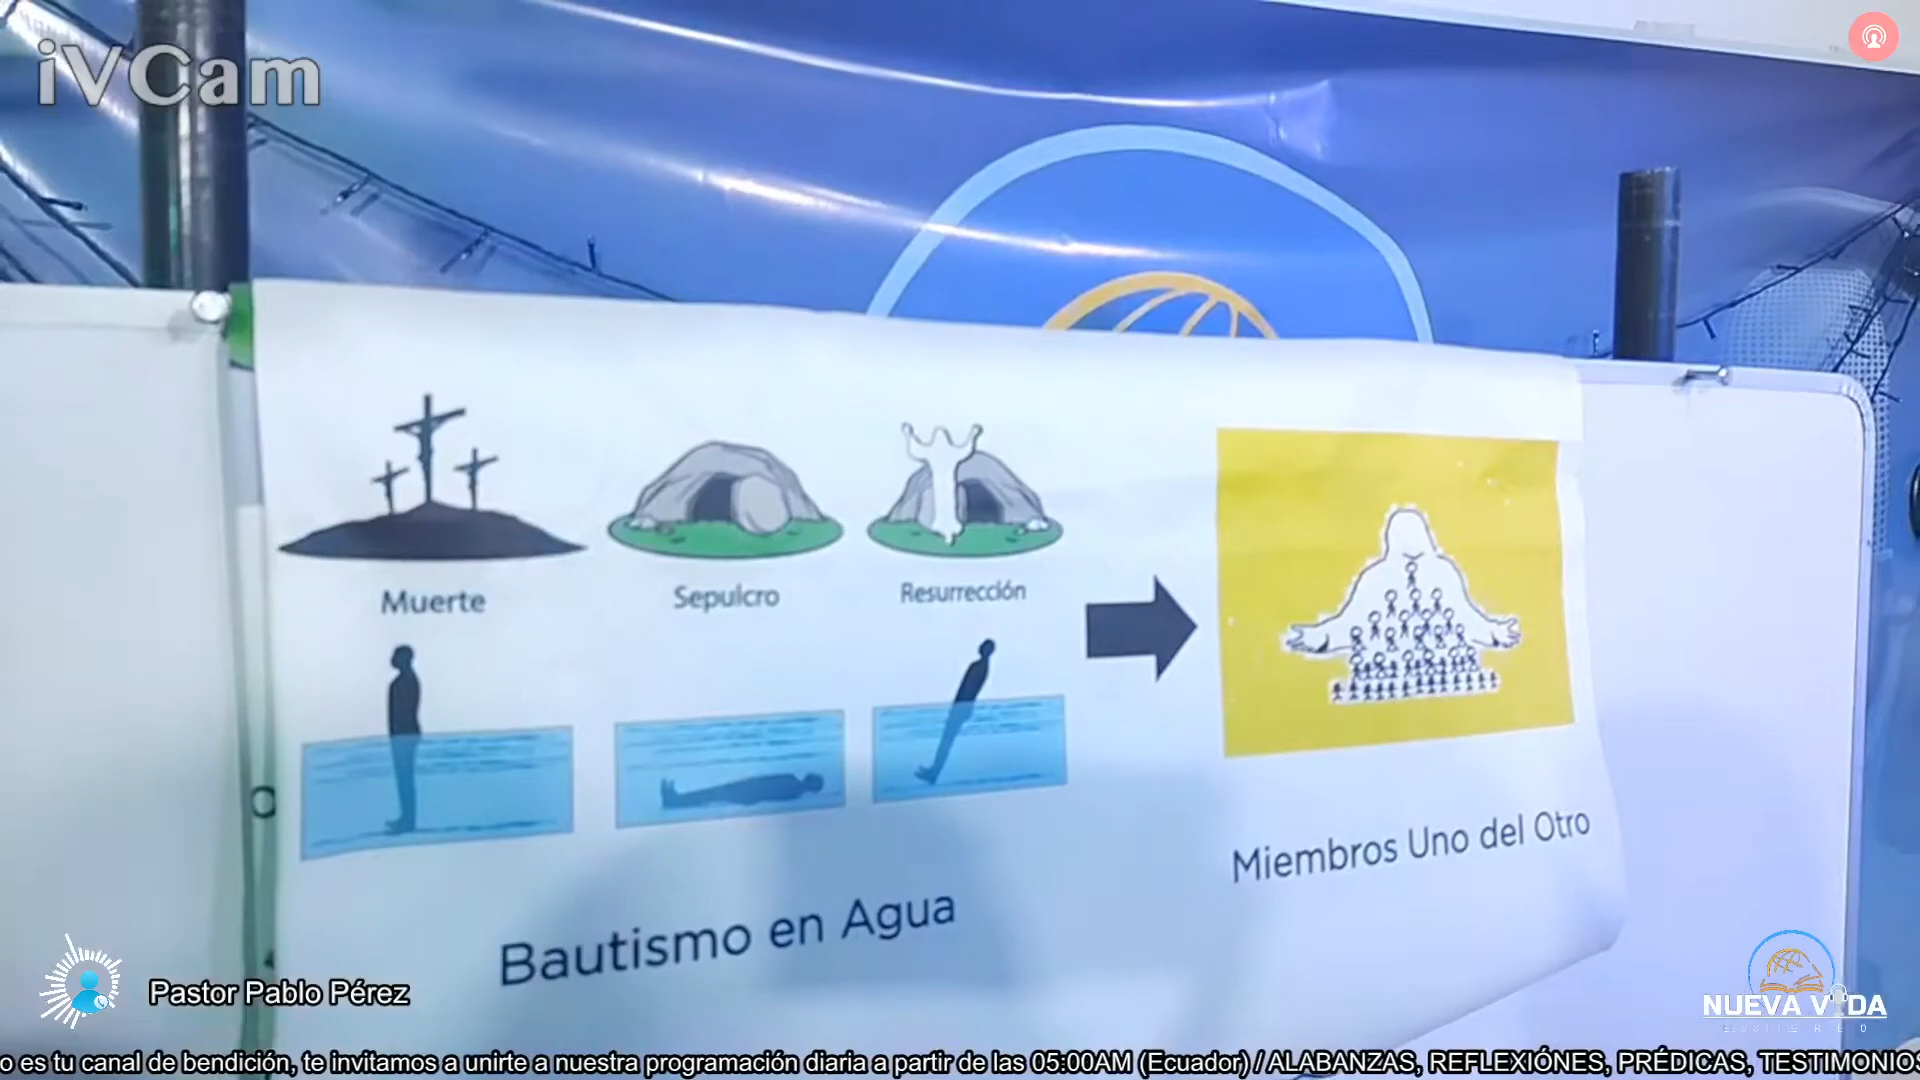 iVCam
Muerte
Sepulcro
Resurrección
Bautismo en Agua
Miembros Uno del Otro
Pastor Pablo Pérez
NUEVA VIDA
o es tu canal de bendición, te invitamos a unirte a nuestra programación diaria a partir de las 05:00AM (Ecuador) / ALABANZAS, REFLEXIÓNES, PRÉDICAS, TESTIMONIOS